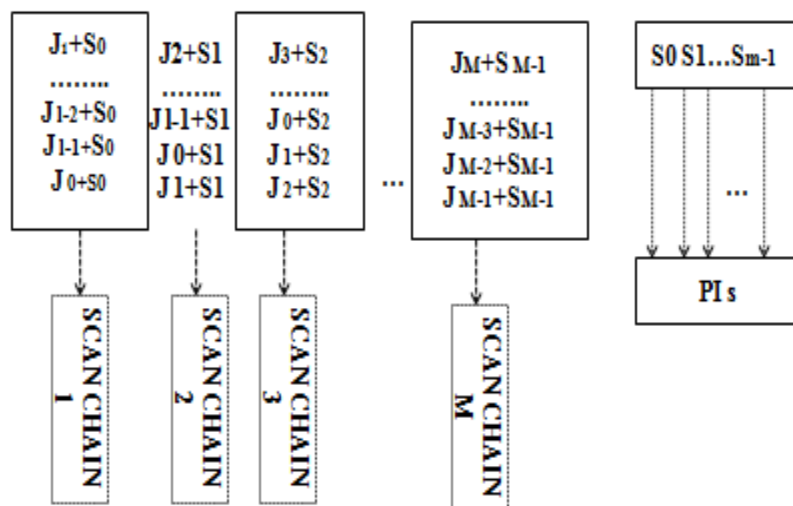 J1+S0
........
J1-2+S0
J1-1+S0
J0+S0
J2+S1
........
J1-1+S1
J0+S1
J1+S1
J3+S2
........
J0+S2
J1+S2
J2+S2
...
JM+SM-1
........
JM-3+SM-1
JM-2+SM-1
JM-1+SM-1
S0 S1...Sm-1
...
PI s
SCAN CHAIN
1
SCAN CHAIN
2
SCAN CHAIN
3
SCAN CHAIN
M